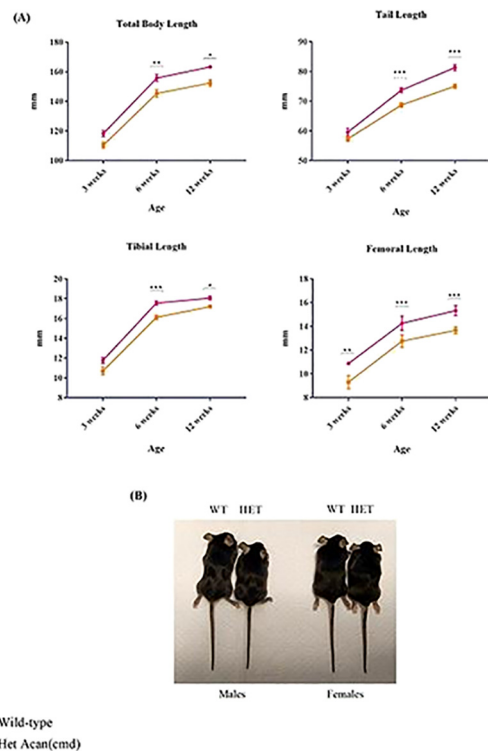 (A)
Total Body Length
180
160
140
120
100
mm
**
*
3 weeks
6 weeks
12 weeks
Age
Tail Length
90
80
70
60
50
mm
***
***
3 weeks
6 weeks
12 weeks
Age
Tibial Length
20
18
16
14
12
10
8
mm
***
*
3 weeks
6 weeks
12 weeks
Age
Femoral Length
18
16
14
12
10
8
mm
**
***
***
3 weeks
6 weeks
12 weeks
Age
(B)
WT HET WT HET
Males Females
Wild-type
Het Acan(cmd)